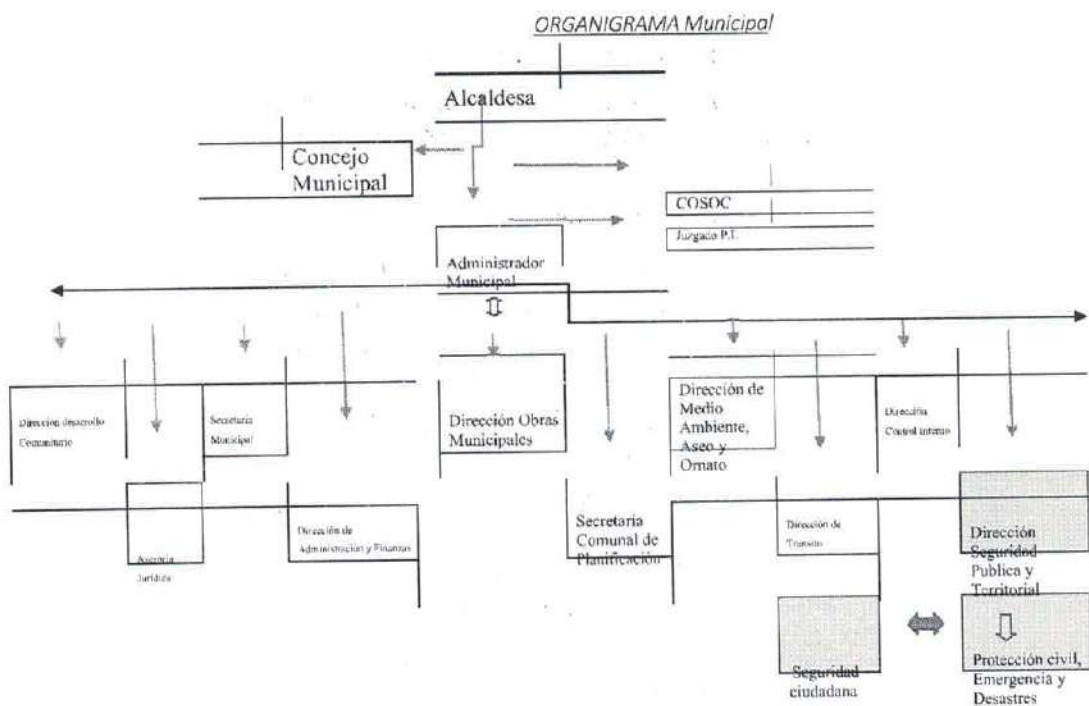 ORGANIGRAMA Municipal
Alcaldesa
Concejo
Municipal
COSOC
Juzgado P.L.
Administrador
Municipal
Dirección desarrollo
Comunitario
Secretaria
Municipal
Dirección Obras
Municipales
Dirección de
Medio
Ambiente,
Aseo y
Ornato
Dirección
Control interno
Asesoria
Jurídica
Dirección de
Administración y Finanzas
Secretaria
Comunal de
Planificación
Dirección de
Transito
Dirección
Seguridad
Publica y
Territorial
Seguridad
ciudadana
Protección civil,
Emergencia y
Desastres